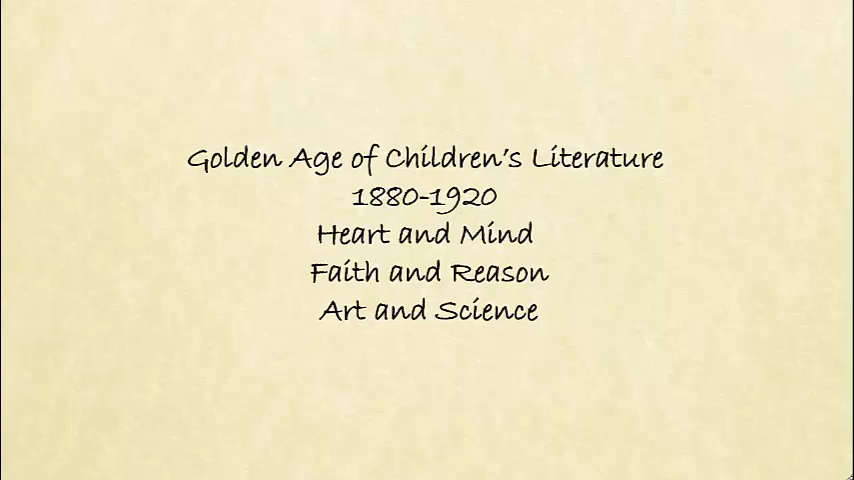 Golden Age of Children's Literature
1880-1920
Heart and Mind
Faith and Reason
Art and Science